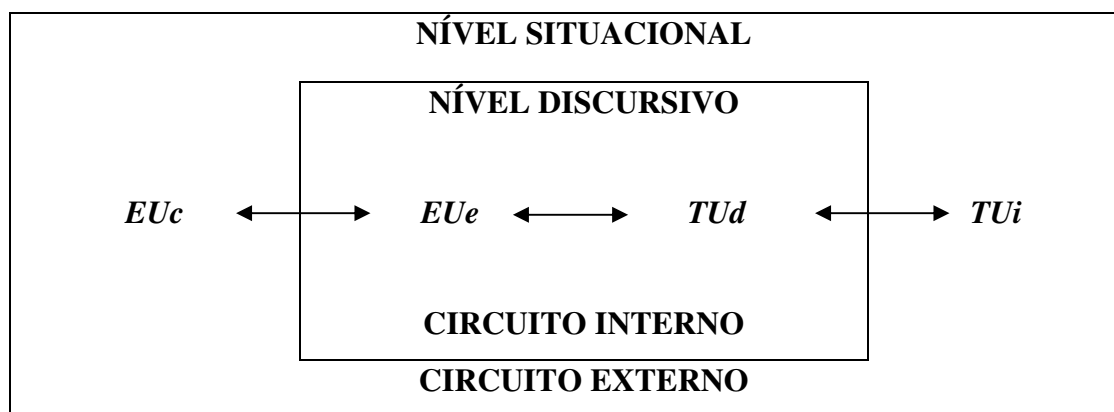 NÍVEL SITUACIONAL
NÍVEL DISCURSIVO
EUc EUe TUd TUi
CIRCUITO INTERNO
CIRCUITO EXTERNO